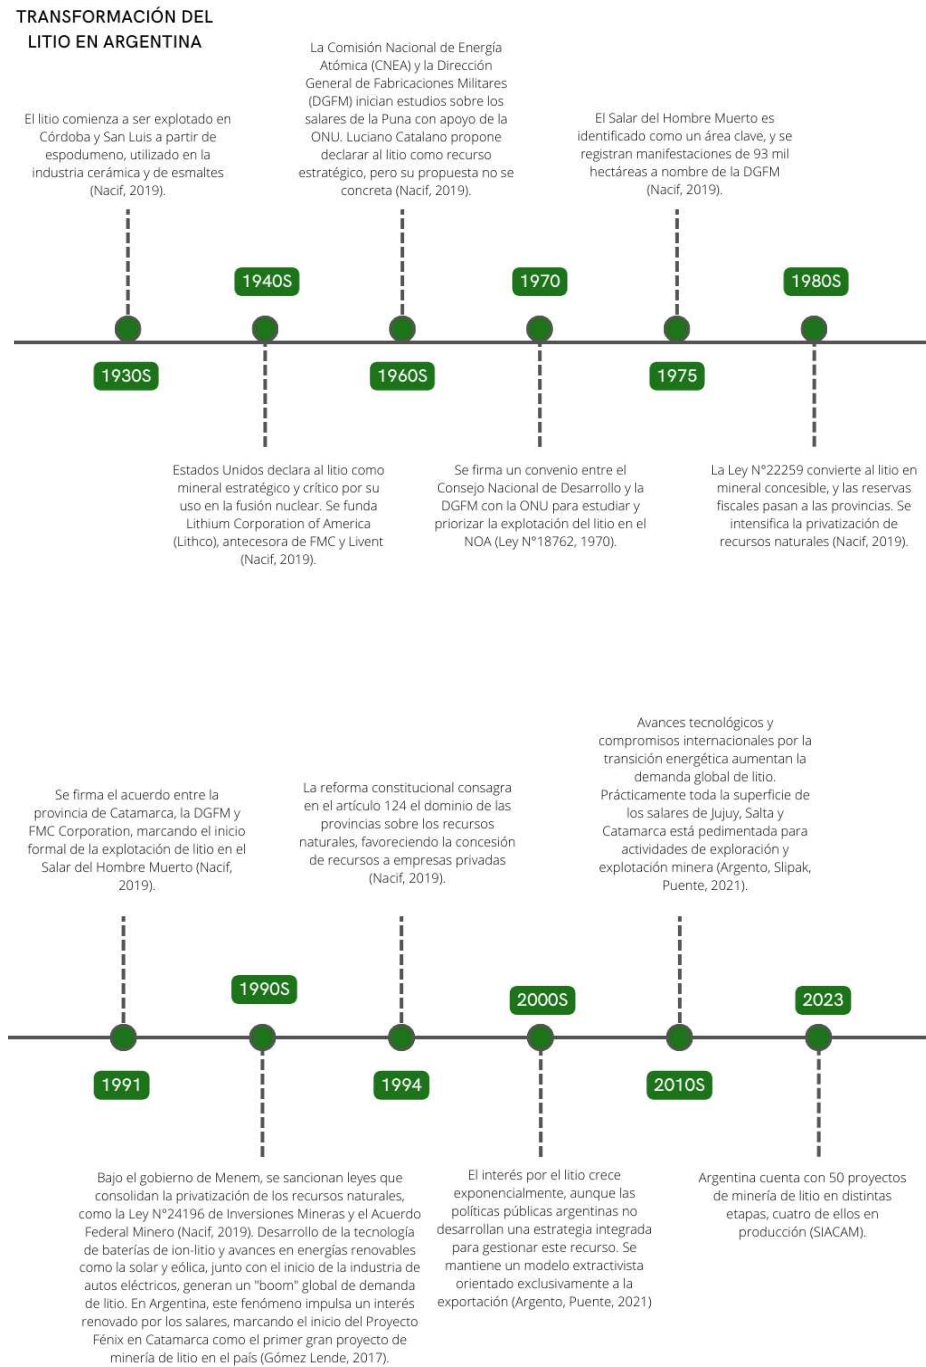 TRANSFORMACIÓN DEL
LITIO EN ARGENTINA
El litio comienza a ser explotado en
Córdoba y San Luis a partir de
espodumeno, utilizado en la
industria cerámica y de esmaltes
(Nacif, 2019).
1930S
1940S
Estados Unidos declara al litio como
mineral estratégico y crítico por su
uso en la fusión nuclear. Se funda
Lithium Corporation of America
(Lithco), antecesora de FMC y Livent
(Nacif, 2019).
La Comisión Nacional de Energía
Atómica (CNEA) y la Dirección
General de Fabricaciones Militares
(DGFM) inician estudios sobre los
salares de la Puna con apoyo de la
ONU. Luciano Catalano propone
declarar al litio como recurso
estratégico, pero su propuesta no se
concreta (Nacif, 2019).
1960S
1970
Se firma un convenio entre el
Consejo Nacional de Desarrollo y la
DGFM con la ONU para estudiar y
priorizar la explotación del litio en el
NOA (Ley N°18762, 1970).
El Salar del Hombre Muerto es
identificado como un área clave, y se
registran manifestaciones de 93 mil
hectáreas a nombre de la DGFM
(Nacif, 2019).
1975
1980S
La Ley N°22259 convierte al litio en
mineral concesible, y las reservas
fiscales pasan a las provincias. Se
intensifica la privatización de
recursos naturales (Nacif, 2019).
Se firma el acuerdo entre la
provincia de Catamarca, la DGFM y
FMC Corporation, marcando el inicio
formal de la explotación de litio en el
Salar del Hombre Muerto (Nacif,
2019).
1991
1990S
Bajo el gobierno de Menem, se sancionan leyes que
consolidan la privatización de los recursos naturales,
como la Ley N°24196 de Inversiones Mineras y el Acuerdo
Federal Minero (Nacif, 2019). Desarrollo de la tecnología
de baterías de ion-litio y avances en energías renovables
como la solar y eólica, junto con el inicio de la industria de
autos eléctricos, generan un "boom" global de demanda
de litio. En Argentina, este fenómeno impulsa un interés
renovado por los salares, marcando el inicio del Proyecto
Fénix en Catamarca como el primer gran proyecto de
minería de litio en el país (Gómez Lende, 2017).
La reforma constitucional consagra
en el artículo 124 el dominio de las
provincias sobre los recursos
naturales, favoreciendo la concesión
de recursos a empresas privadas
(Nacif, 2019).
1994
2000S
El interés por el litio crece
exponencialmente, aunque las
políticas públicas argentinas no
desarrollan una estrategia integrada
para gestionar este recurso. Se
mantiene un modelo extractivista
orientado exclusivamente a la
exportación (Argento, Puente, 2021)
Avances tecnológicos y
compromisos internacionales por la
transición energética aumentan la
demanda global de litio.
Prácticamente toda la superficie de
los salares de Jujuy, Salta y
Catamarca está pedimentada para
actividades de exploración y
explotación minera (Argento, Slipak,
Puente, 2021).
2010S
2023
Argentina cuenta con 50 proyectos
de minería de litio en distintas
etapas, cuatro de ellos en
producción (SIACAM).